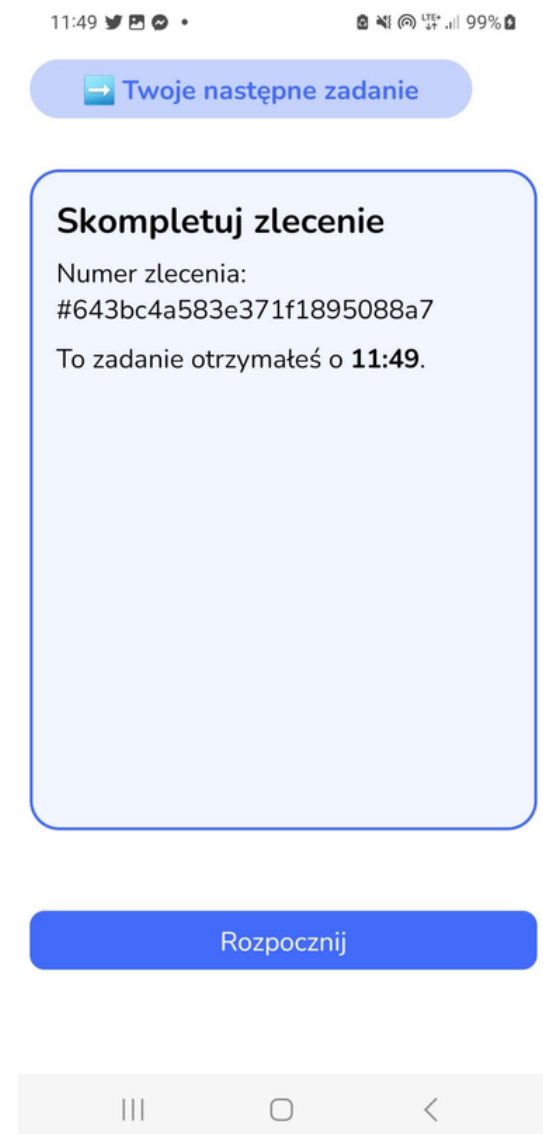 11:49
99%
Twoje następne zadanie
Skompletuj zlecenie
Numer zlecenia:
#643bc4a583e371f1895088a7
To zadanie otrzymałeś o 11:49.
Rozpocznij